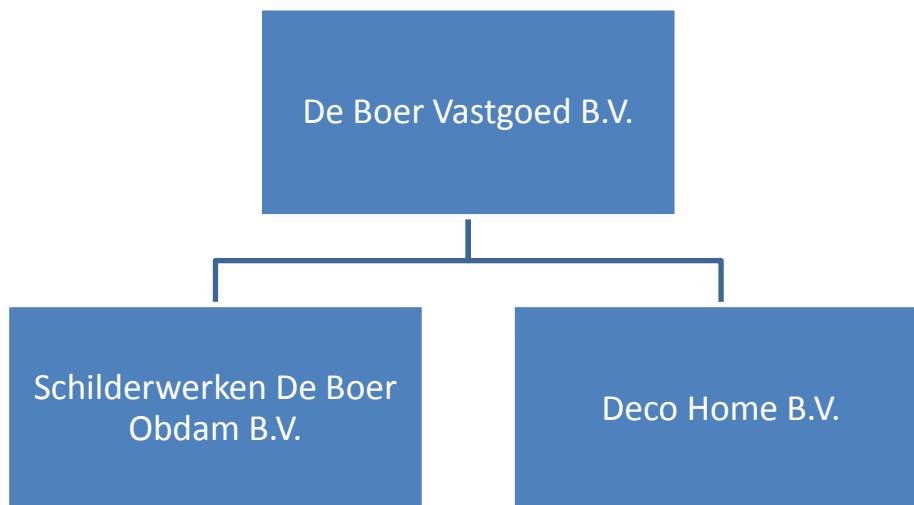 De Boer Vastgoed B.V.
Schilderwerken De Boer
Obdam B.V.
Deco Home B.V.